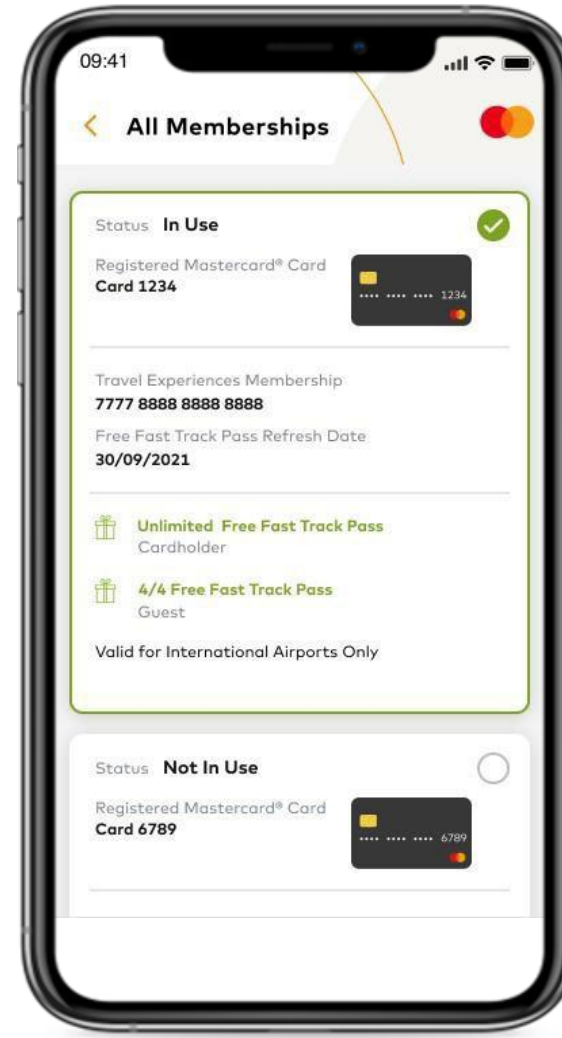 09:41
All Memberships
Status In Use
Registered Mastercard® Card
Card 1234
•••• •••• •••• 1234
Travel Experiences Membership
7777 8888 8888 8888
Free Fast Track Pass Refresh Date
30/09/2021
Unlimited Free Fast Track Pass
Cardholder
4/4 Free Fast Track Pass
Guest
Valid for International Airports Only
Status Not In Use
Registered Mastercard® Card
Card 6789
•••• •••• •••• 6789